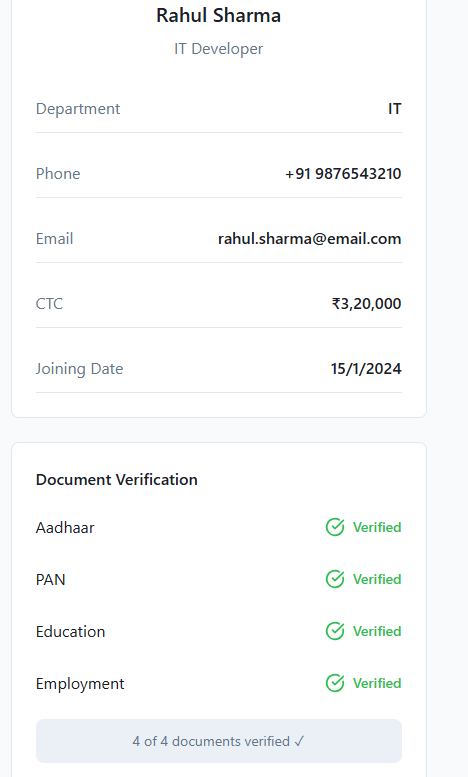 Rahul Sharma
IT Developer
Department IT
Phone +91 9876543210
Email rahul.sharma@email.com
CTC ₹3,20,000
Joining Date 15/1/2024
Document Verification
Aadhaar Verified
PAN Verified
Education Verified
Employment Verified
4 of 4 documents verified ✓